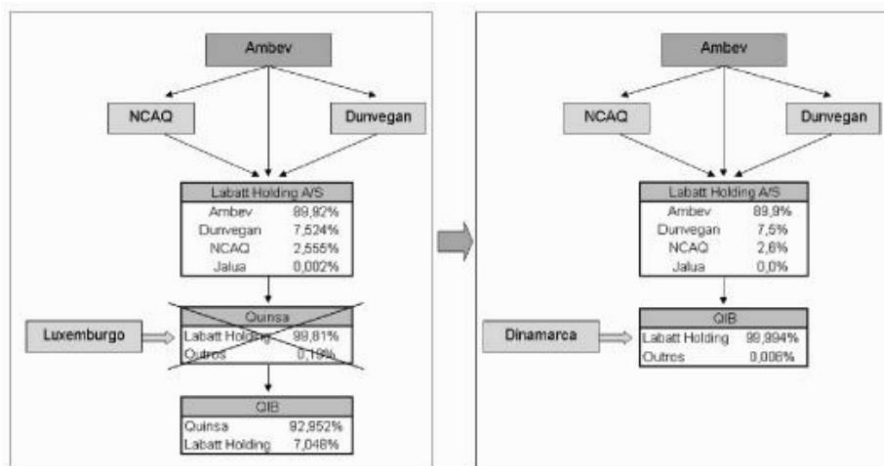 Ambev
NCAQ Dunvegan
Labatt Holding A/S
Ambev 89,92%
Dunvegan 7,524%
NCAQ 2,555%
Jalua 0,002%
Luxemburgo
Quinsa
Labatt Holding 99,81%
Outros 0,19%
QIB
Quinsa 92,952%
Labatt Holding 7,048%
Ambev
NCAQ Dunvegan
Labatt Holding A/S
Ambev 89,9%
Dunvegan 7,5%
NCAQ 2,6%
Jalua 0,0%
Dinamarca
QIB
Labatt Holding 99,994%
Outros 0,006%